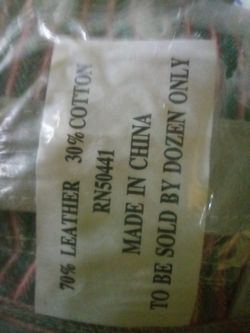 70% LEATHER 30% COTTON
RN50441
MADE IN CHINA
TO BE SOLD BY DOZEN ONLY